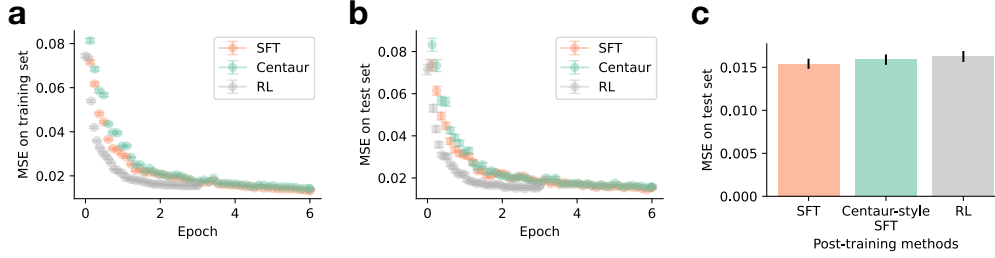 a
MSE on training set
0.08
0.06
0.04
0.02
0
2
4
6
Epoch
SFT
Centaur
RL
b
MSE on test set
0.08
0.06
0.04
0.02
0
2
4
6
Epoch
SFT
Centaur
RL
c
MSE on test set
0.015
0.010
0.005
0.000
SFT
Centaur-style
SFT
RL
Post-training methods